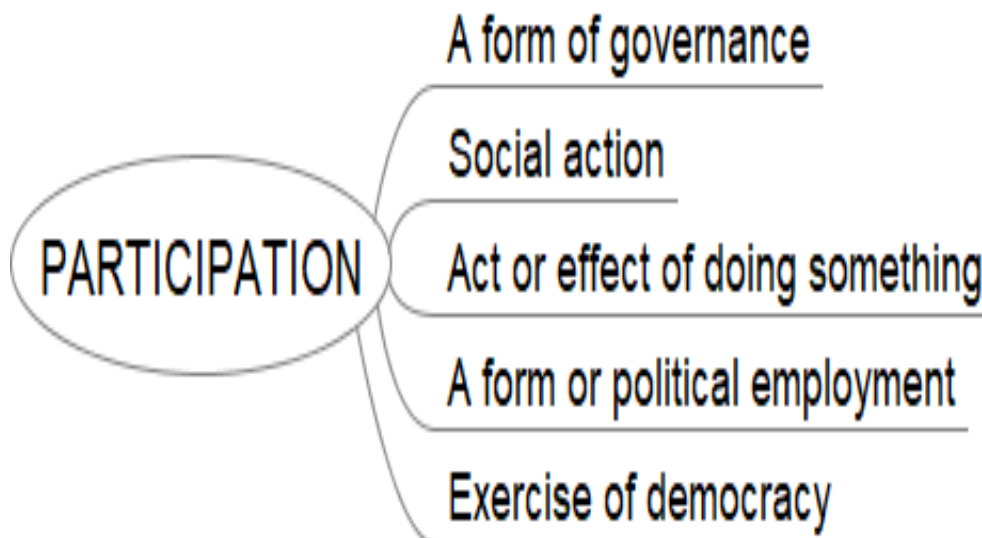 PARTICIPATION
A form of governance
Social action
Act or effect of doing something
A form or political employment
Exercise of democracy